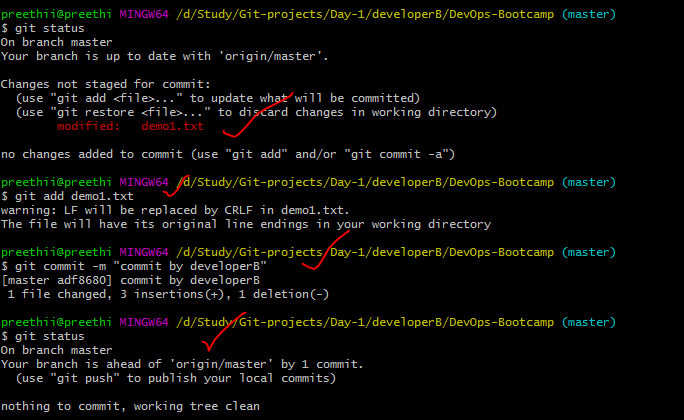 preethii@preethi MINGW64 /d/Study/Git-projects/Day-1/developerB/DevOps-Bootcamp (master)
$ git status
On branch master
Your branch is up to date with 'origin/master'.
Changes not staged for commit:
(use "git add <file>..." to update what will be committed)
(use "git restore <file>..." to discard changes in working directory)
modified: demo1.txt
no changes added to commit (use "git add" and/or "git commit -a")
preethii@preethi MINGW64 /d/Study/Git-projects/Day-1/developerB/DevOps-Bootcamp (master)
$ git add demo1.txt
warning: LF will be replaced by CRLF in demo1.txt.
The file will have its original line endings in your working directory
preethii@preethi MINGW64 /d/Study/Git-projects/Day-1/developerB/DevOps-Bootcamp (master)
$ git commit -m "commit by developerB"
[master adf8680] commit by developerB
1 file changed, 3 insertions(+), 1 deletion(-)
preethii@preethi MINGW64 /d/Study/Git-projects/Day-1/developerB/DevOps-Bootcamp (master)
$ git status
On branch master
Your branch is ahead of 'origin/master' by 1 commit.
(use "git push" to publish your local commits)
nothing to commit, working tree clean